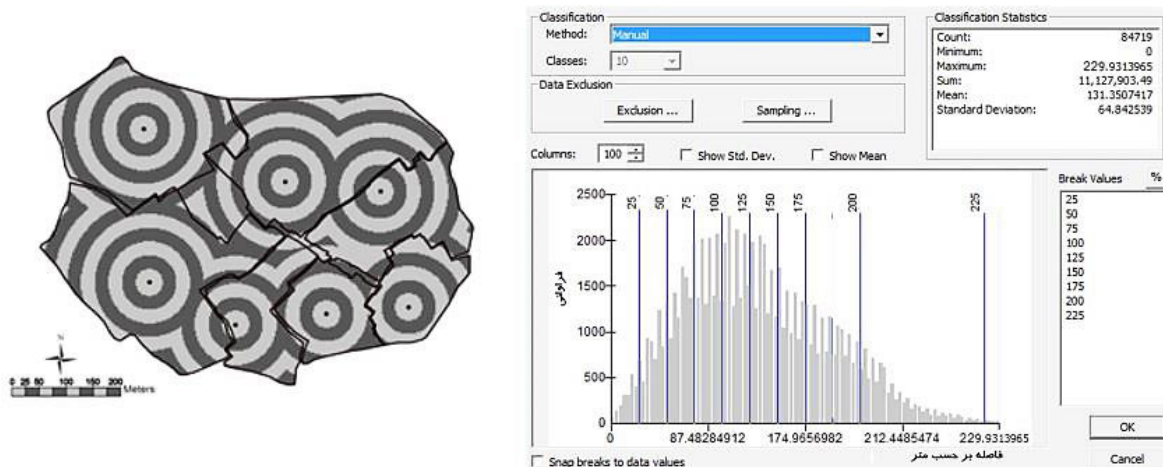 N
0 25 50 100 150 200
Meters
Classification
Method: Manual
Classes: 10
Data Exclusion
Exclusion ...
Sampling ...
Classification Statistics
Count: 84719
Minimum: 0
Maximum: 229.9313965
Sum: 11,127,903.49
Mean: 131.3507417
Standard Deviation: 64.842539
Columns: 100
Show Std. Dev.
Show Mean
Break Values
%
25
50
75
100
125
150
175
200
225
25 50 75 100 125 150 175 200 225
2500
2000
1500
1000
500
0
فراوانی
0 87.48284912 174.9656982 212.4485474 229.9313965
فاصله بر حسب متر
Snap breaks to data values
OK
Cancel